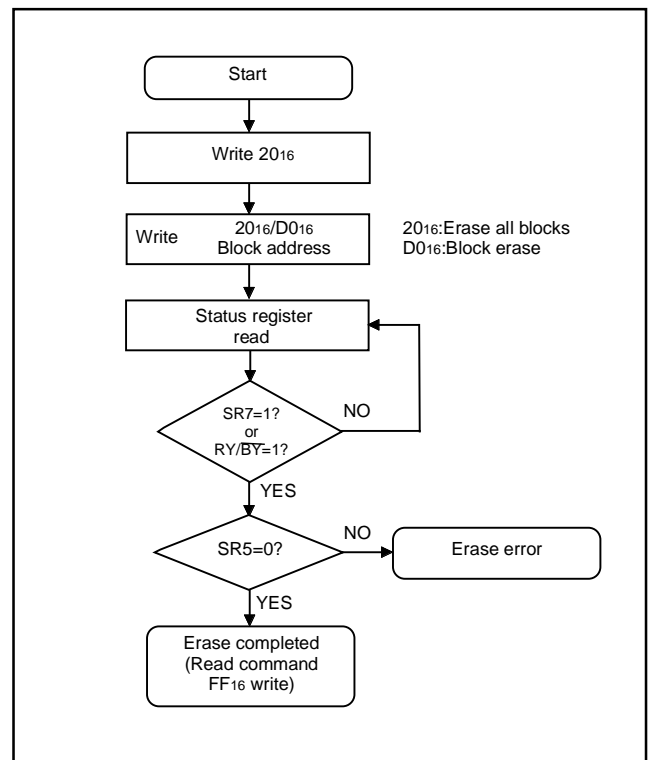 Start
Write 20₁₆
Write 20₁₆/D0₁₆
Block address
20₁₆:Erase all blocks
D0₁₆:Block erase
Status register
read
SR7=1?
or
RY/B̅Y̅=1?
NO
YES
SR5=0?
NO
Erase error
YES
Erase completed
(Read command
FF₁₆ write)